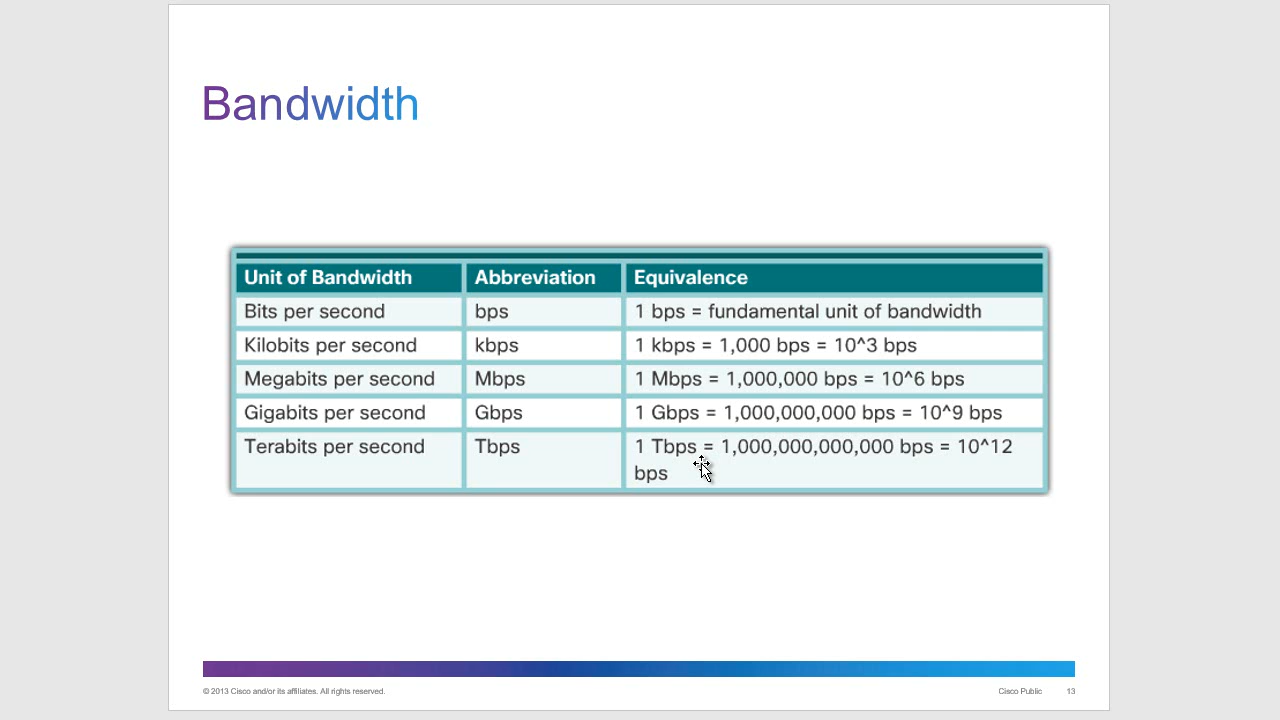 Bandwidth
Unit of Bandwidth Abbreviation Equivalence
Bits per second bps 1 bps = fundamental unit of bandwidth
Kilobits per second kbps 1 kbps = 1,000 bps = 10^3 bps
Megabits per second Mbps 1 Mbps = 1,000,000 bps = 10^6 bps
Gigabits per second Gbps 1 Gbps = 1,000,000,000 bps = 10^9 bps
Terabits per second Tbps 1 Tbps = 1,000,000,000,000 bps = 10^12
bps
© 2013 Cisco and/or its affiliates. All rights reserved. Cisco Public 13